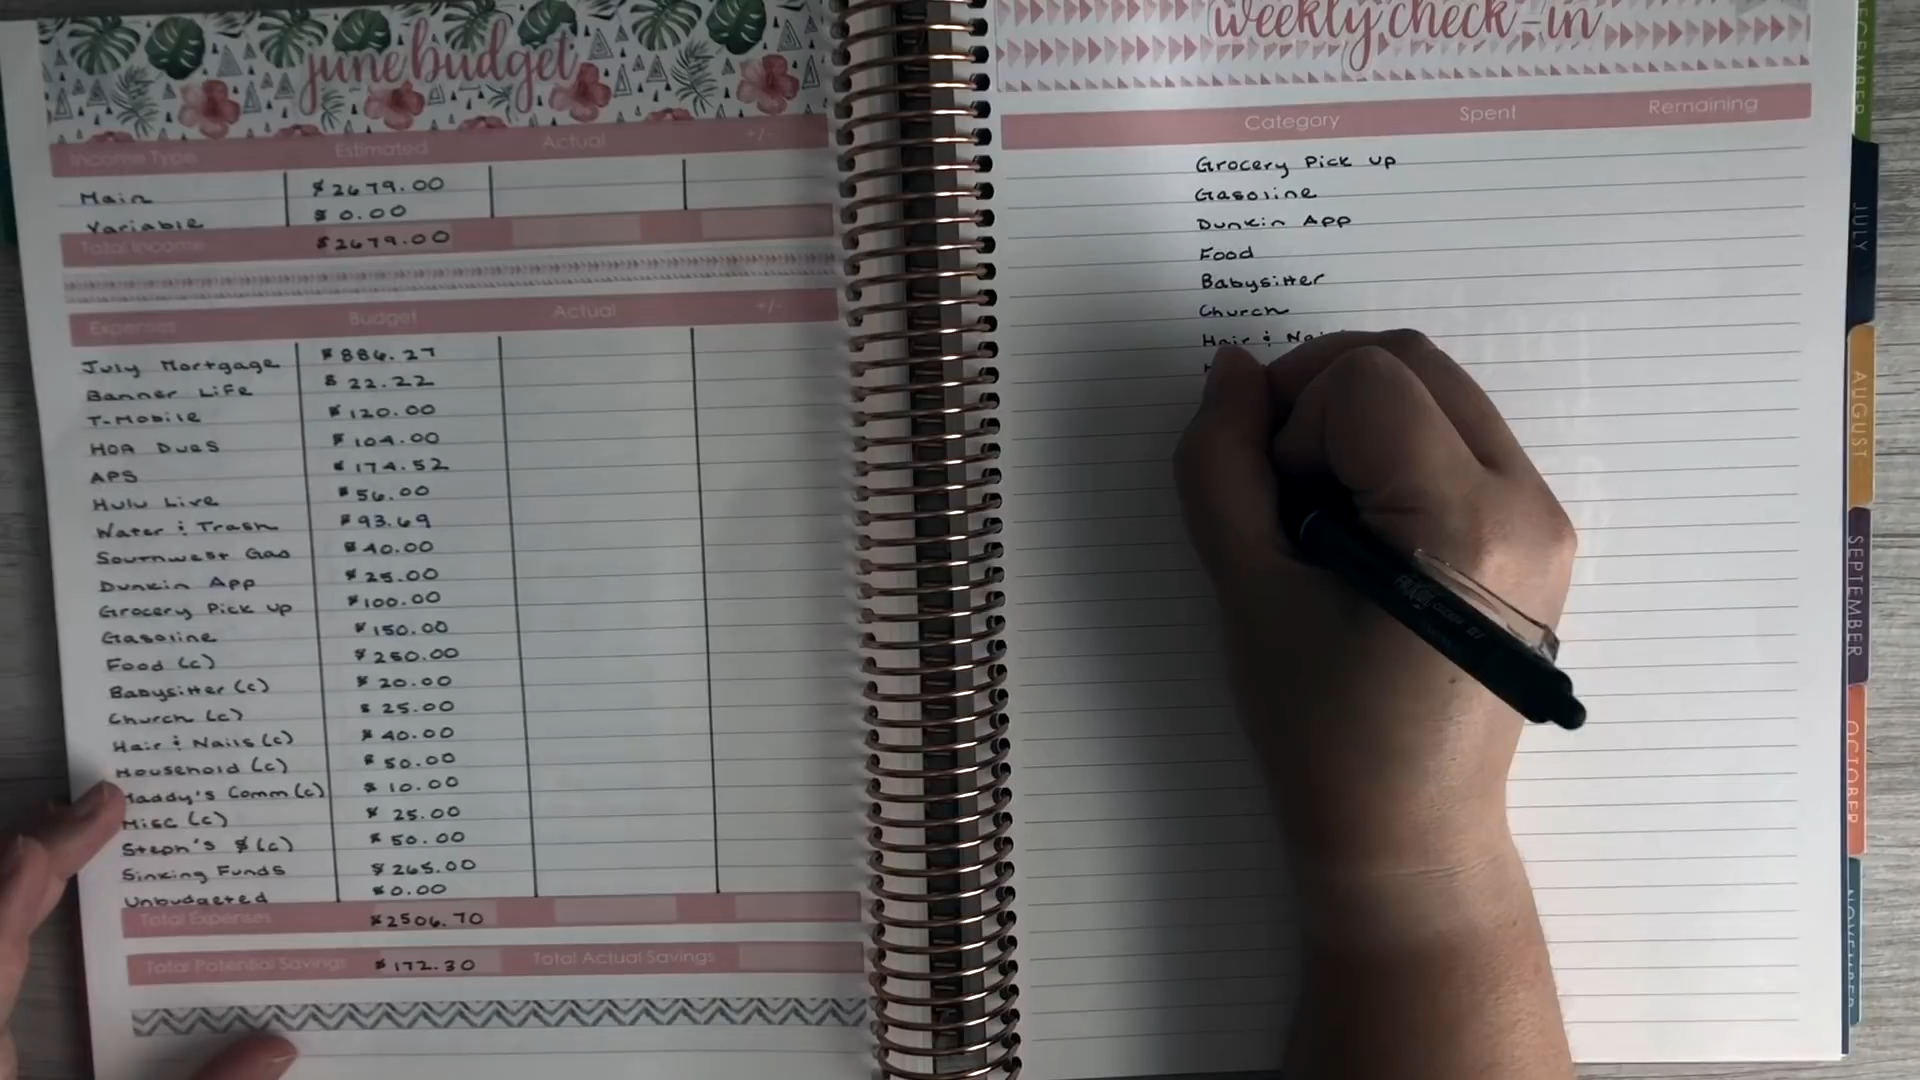 june budget
Income Type Estimated Actual +/-
Main $2679.00
Variable $0.00
Total Income $2679.00
Expenses Budget Actual +/-
July Mortgage $886.27
Banner Life $22.22
T-Mobile $120.00
HOA Dues $104.00
APS $174.52
Hulu Live $56.00
Water & Trash $93.69
Southwest Gas $40.00
Dunkin App $25.00
Grocery Pick up $100.00
Gasoline $150.00
Food (c) $250.00
Babysitter (c) $20.00
Church (c) $25.00
Hair & Nails (c) $40.00
Household (c) $50.00
Maddy's Comm (c) $10.00
Misc (c) $25.00
Steph's $ (c) $50.00
Sinking Funds $265.00
Unbudgeted $0.00
Total Expenses $2506.70
Total Potential Savings $172.30 Total Actual Savings
weekly check-in
Category Spent Remaining
Grocery Pick up
Gasoline
Dunkin App
Food
Babysitter
Church
Hair & Nai
JULY
AUGUST
SEPTEMBER
OCTOBER
NOVEMBER
DECEMBER